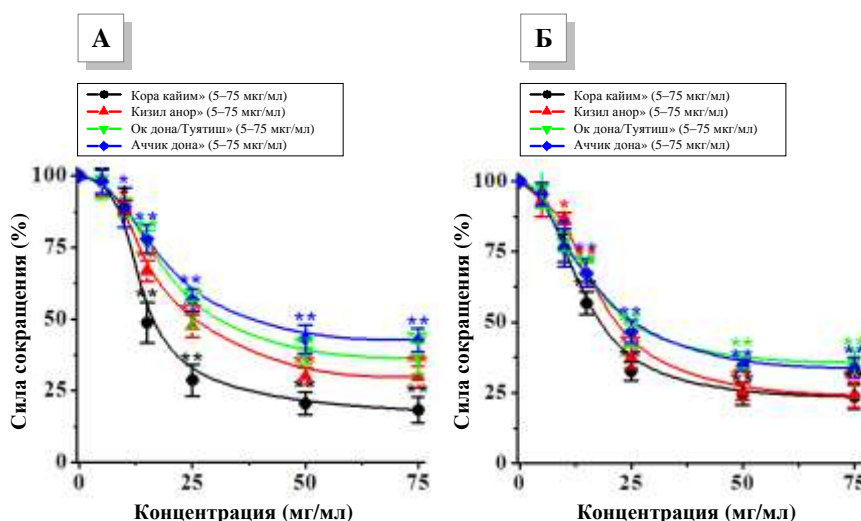 А
Кора кайим» (5–75 мкг/мл)
Кизил анор» (5–75 мкг/мл)
Ок дона/Туятиш» (5–75 мкг/мл)
Аччик дона» (5–75 мкг/мл)
Сила сокращения (%)
100
75
50
25
0
0 25 50 75
Концентрация (мг/мл)
Б
Кора кайим» (5–75 мкг/мл)
Кизил анор» (5–75 мкг/мл)
Ок дона/Туятиш» (5–75 мкг/мл)
Аччик дона» (5–75 мкг/мл)
Сила сокращения (%)
100
75
50
25
0
0 25 50 75
Концентрация (мг/мл)